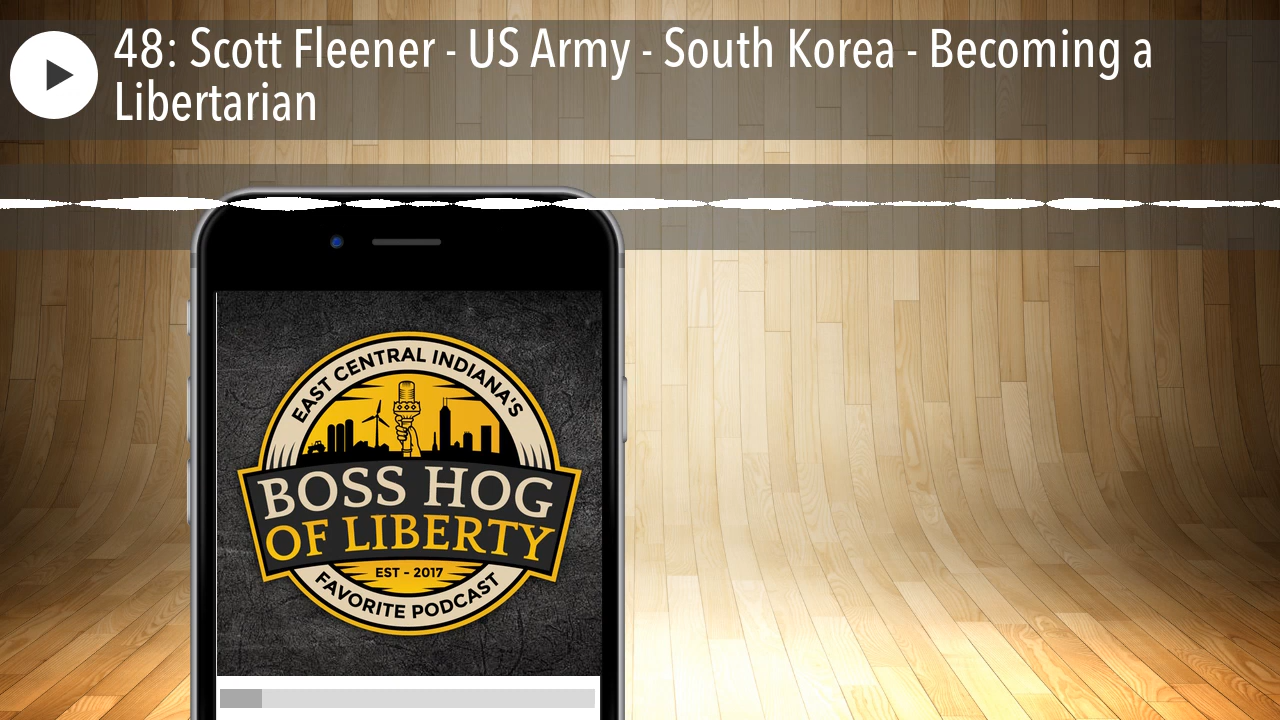 48: Scott Fleener - US Army - South Korea - Becoming a
Libertarian
EAST CENTRAL INDIANA'S
BOSS HOG
OF LIBERTY
EST - 2017
FAVORITE PODCAST